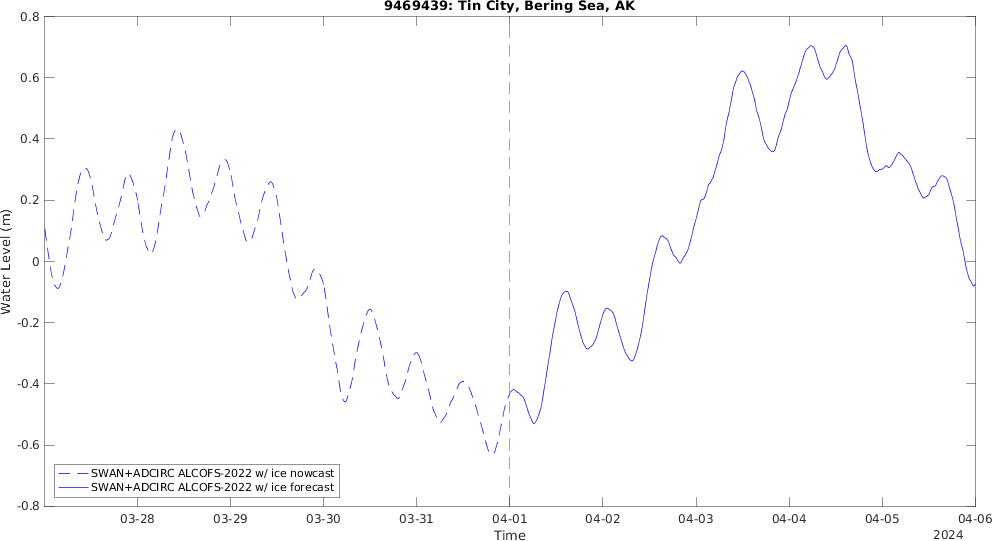 9469439: Tin City, Bering Sea, AK
0.8
0.6
0.4
0.2
0
-0.2
-0.4
-0.6
-0.8
Water Level (m)
SWAN+ADCIRC ALCOFS-2022 w/ ice nowcast
SWAN+ADCIRC ALCOFS-2022 w/ ice forecast
03-28 03-29 03-30 03-31 04-01 04-02 04-03 04-04 04-05 04-06
Time
2024